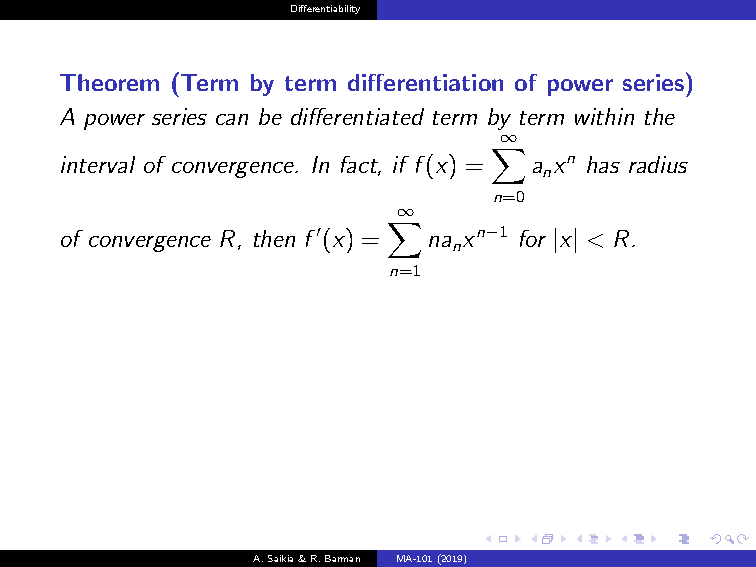 Differentiability
Theorem (Term by term differentiation of power series)
A power series can be differentiated term by term within the
interval of convergence. In fact, if f(x) = ∑_{n=0}^{∞} a_n x^n has radius
of convergence R, then f′(x) = ∑_{n=1}^{∞} na_n x^{n−1} for |x| < R.
A. Saikia & R. Barman MA-101 (2019)